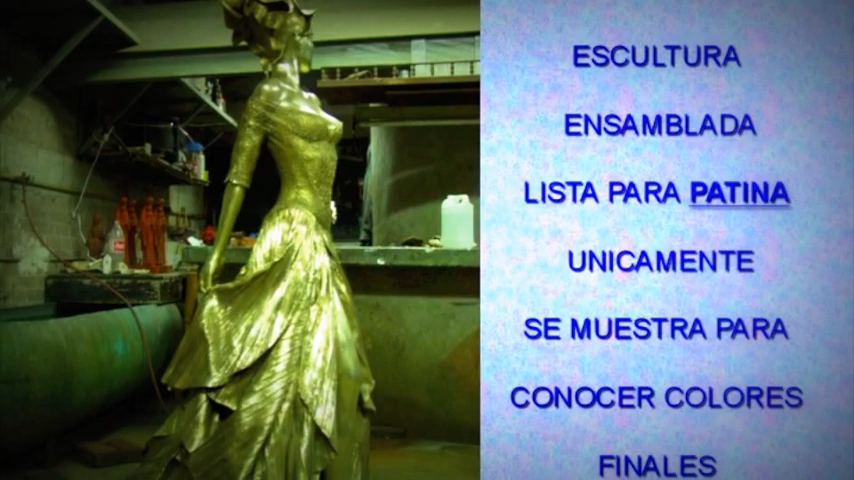 ESCULTURA
ENSAMBLADA
LISTA PARA PATINA
UNICAMENTE
SE MUESTRA PARA
CONOCER COLORES
FINALES